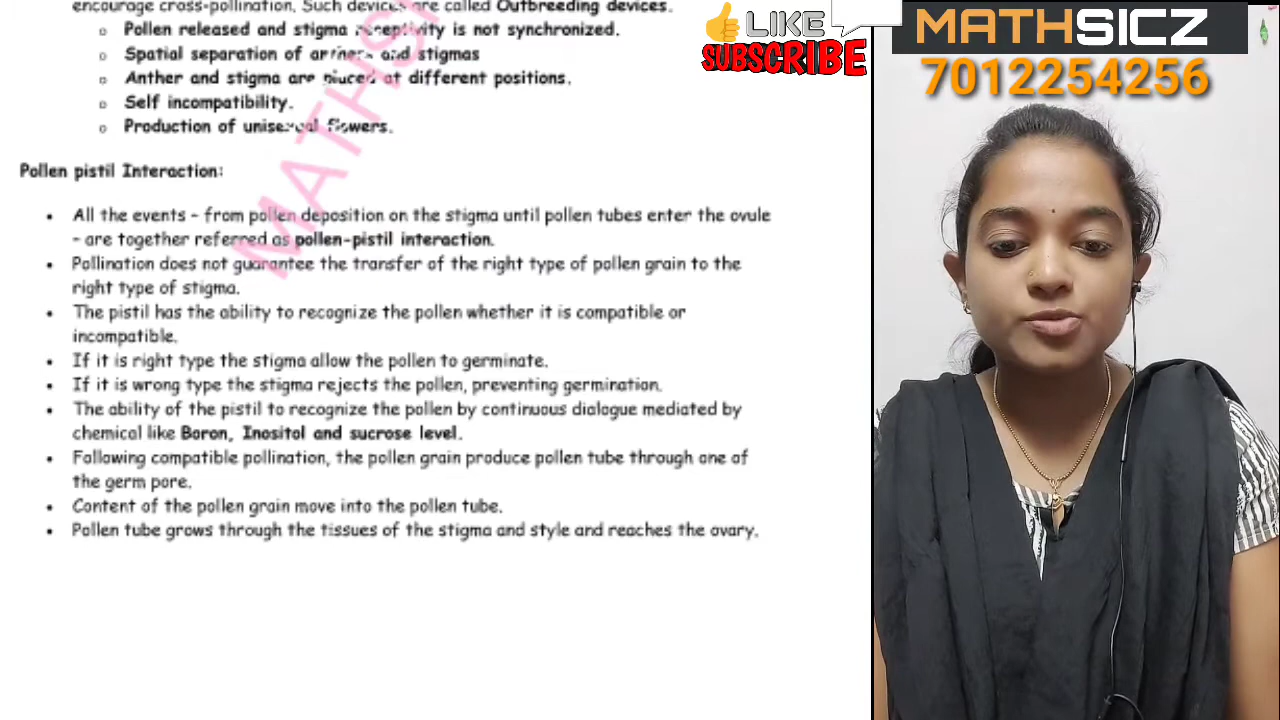 encourage cross-pollination. Such devices are called Outbreeding devices.
Pollen released and stigma receptivity is not synchronized.
Spatial separation of anthers and stigmas
Anther and stigma are placed at different positions.
Self incompatibility.
Production of unisexual flowers.
Pollen pistil Interaction:
All the events - from pollen deposition on the stigma until pollen tubes enter the ovule
- are together referred as pollen-pistil interaction.
Pollination does not guarantee the transfer of the right type of pollen grain to the
right type of stigma.
The pistil has the ability to recognize the pollen whether it is compatible or
incompatible.
If it is right type the stigma allow the pollen to germinate.
If it is wrong type the stigma rejects the pollen, preventing germination.
The ability of the pistil to recognize the pollen by continuous dialogue mediated by
chemical like Boron, Inositol and sucrose level.
Following compatible pollination, the pollen grain produce pollen tube through one of
the germ pore.
Content of the pollen grain move into the pollen tube.
Pollen tube grows through the tissues of the stigma and style and reaches the ovary.
MATHSI
LIKE
SUBSCRIBE
MATHSICZ
7012254256